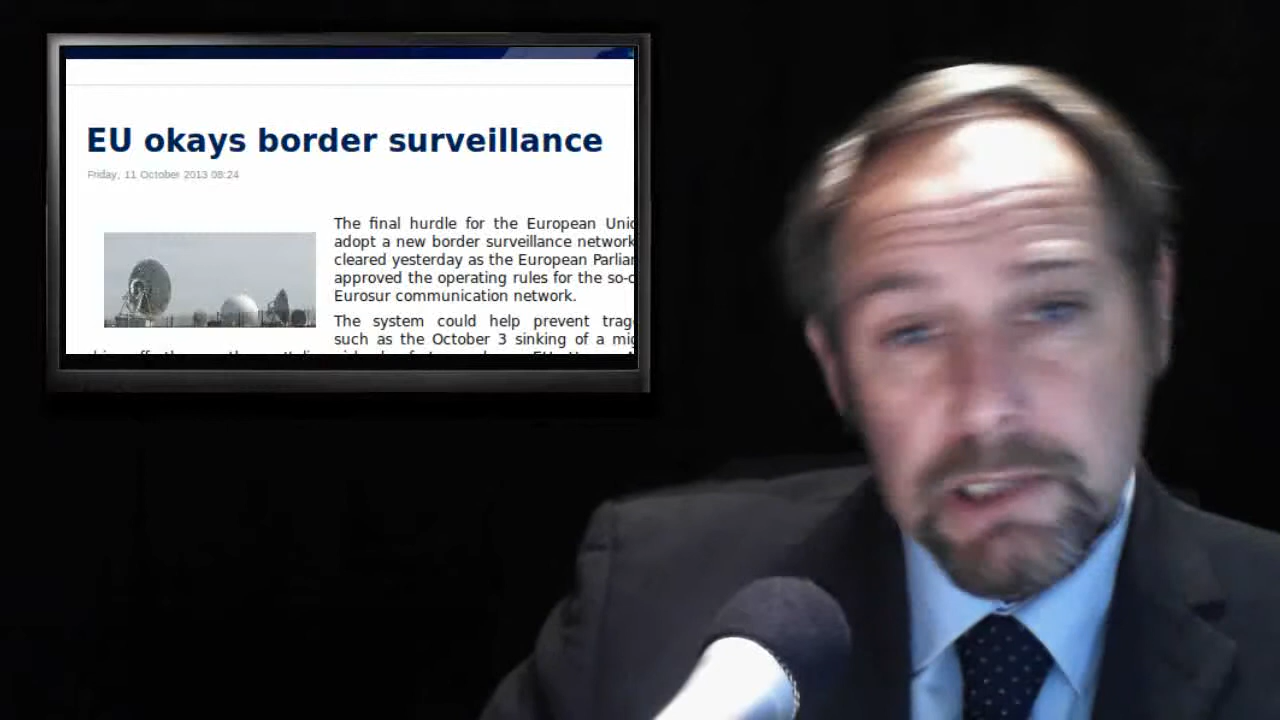 EU okays border surveillance
Friday, 11 October 2013 08:24
The final hurdle for the European
adopt a new border surveillance network
cleared yesterday as the European
approved the operating rules for the
Eurosur communication network.
The system could help prevent
such as the October 3 sinking of a